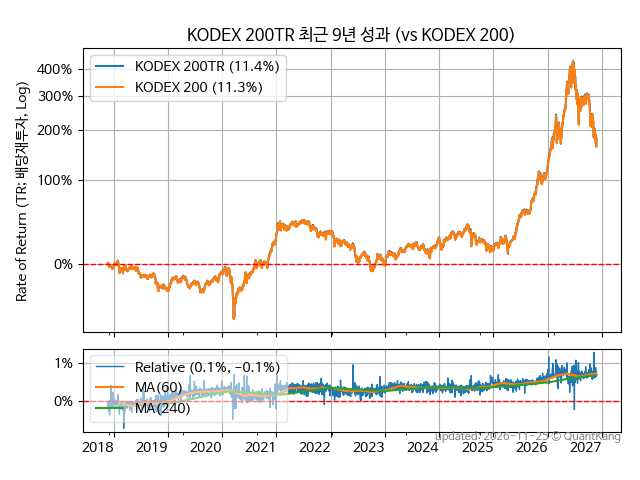 KODEX 200TR 최근 9년 성과 (vs KODEX 200)
Rate of Return (TR; 배당재투자, Log)
400%
300%
200%
100%
0%
KODEX 200TR (11.4%)
KODEX 200 (11.3%)
1%
0%
Relative (0.1%, −0.1%)
MA(60)
MA(240)
2018 2019 2020 2021 2022 2023 2024 2025 2026 2027
updated: 2026−11−25 © QuantKang